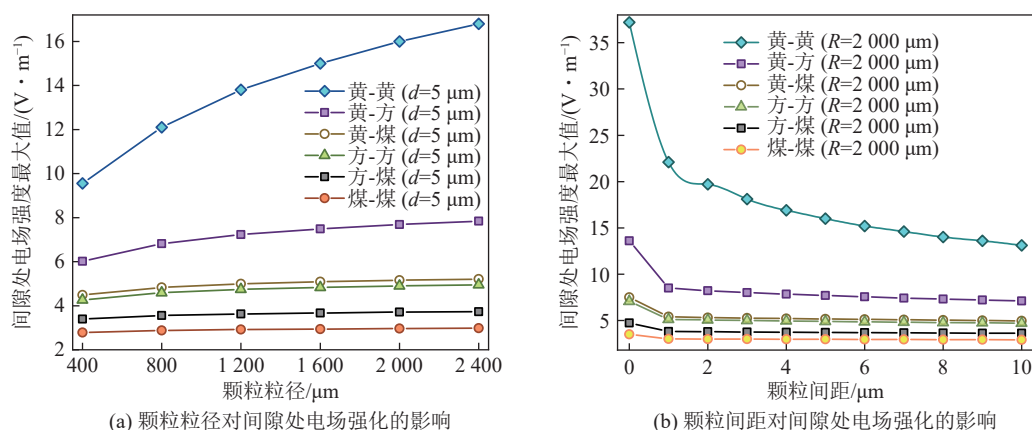 间隙处电场强度最大值/(V·m⁻¹)
16
14
12
10
8
6
4
2
黄-黄 (d=5 μm)
黄-方 (d=5 μm)
黄-煤 (d=5 μm)
方-方 (d=5 μm)
方-煤 (d=5 μm)
煤-煤 (d=5 μm)
400 800 1 200 1 600 2 000 2 400
颗粒粒径/μm
(a) 颗粒粒径对间隙处电场强化的影响
间隙处电场强度最大值/(V·m⁻¹)
35
30
25
20
15
10
5
黄-黄 (R=2 000 μm)
黄-方 (R=2 000 μm)
黄-煤 (R=2 000 μm)
方-方 (R=2 000 μm)
方-煤 (R=2 000 μm)
煤-煤 (R=2 000 μm)
0 2 4 6 8 10
颗粒间距/μm
(b) 颗粒间距对间隙处电场强化的影响